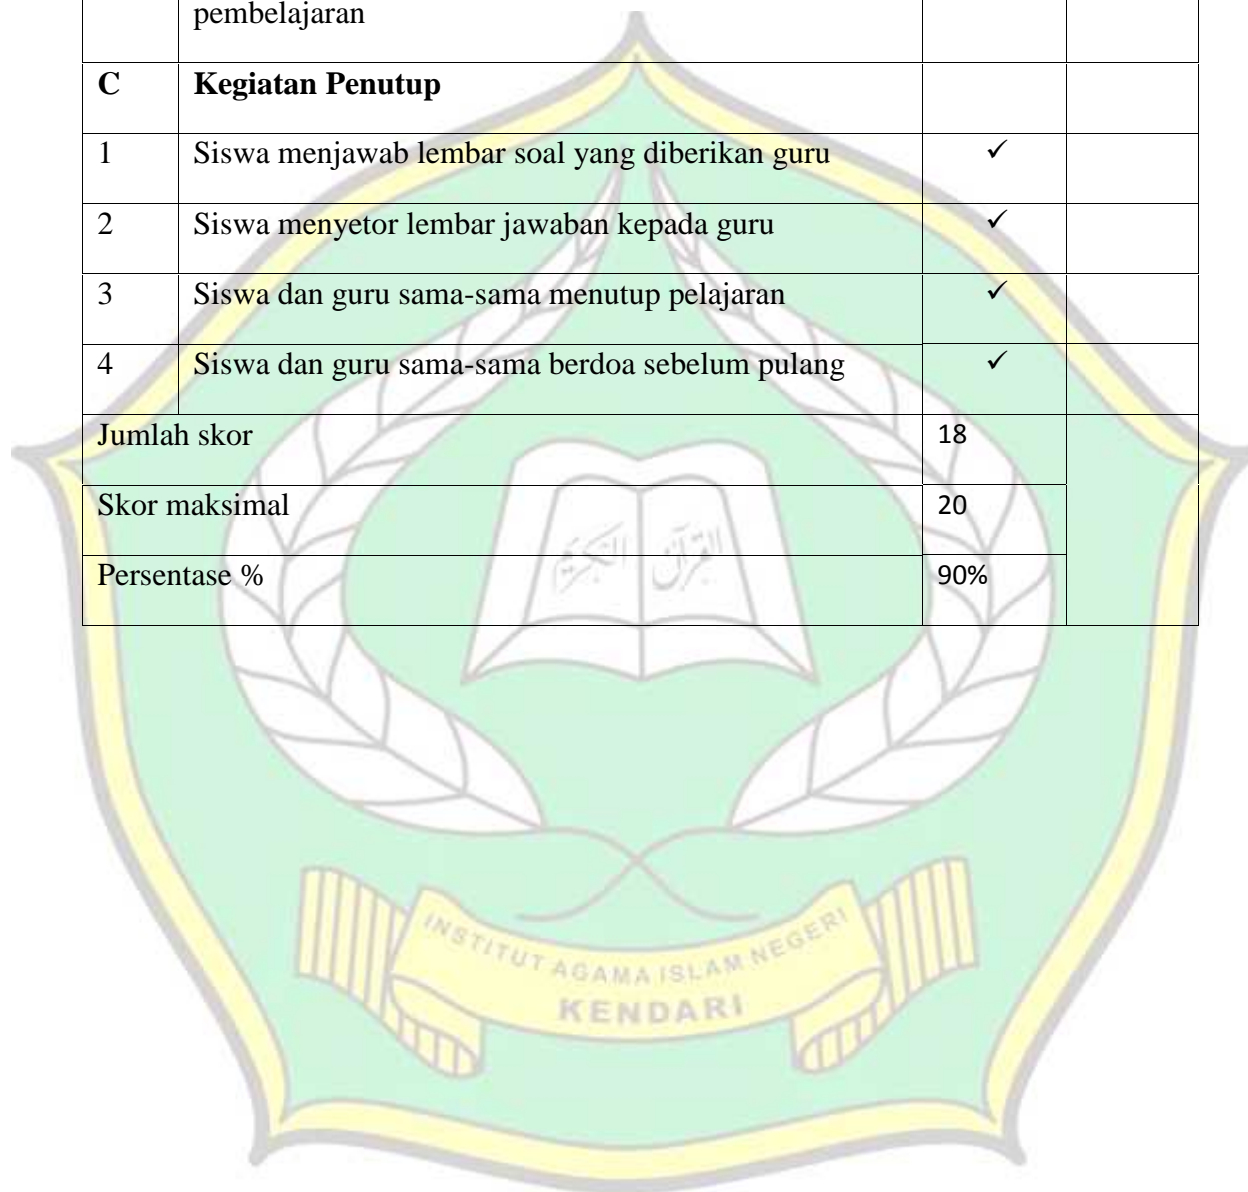 pembelajaran
C Kegiatan Penutup
1 Siswa menjawab lembar soal yang diberikan guru ✓
2 Siswa menyetor lembar jawaban kepada guru ✓
3 Siswa dan guru sama-sama menutup pelajaran ✓
4 Siswa dan guru sama-sama berdoa sebelum pulang ✓
Jumlah skor 18
Skor maksimal 20
Persentase % 90%
القرآن الكريم
INSTITUT AGAMA ISLAM NEGERI
KENDARI